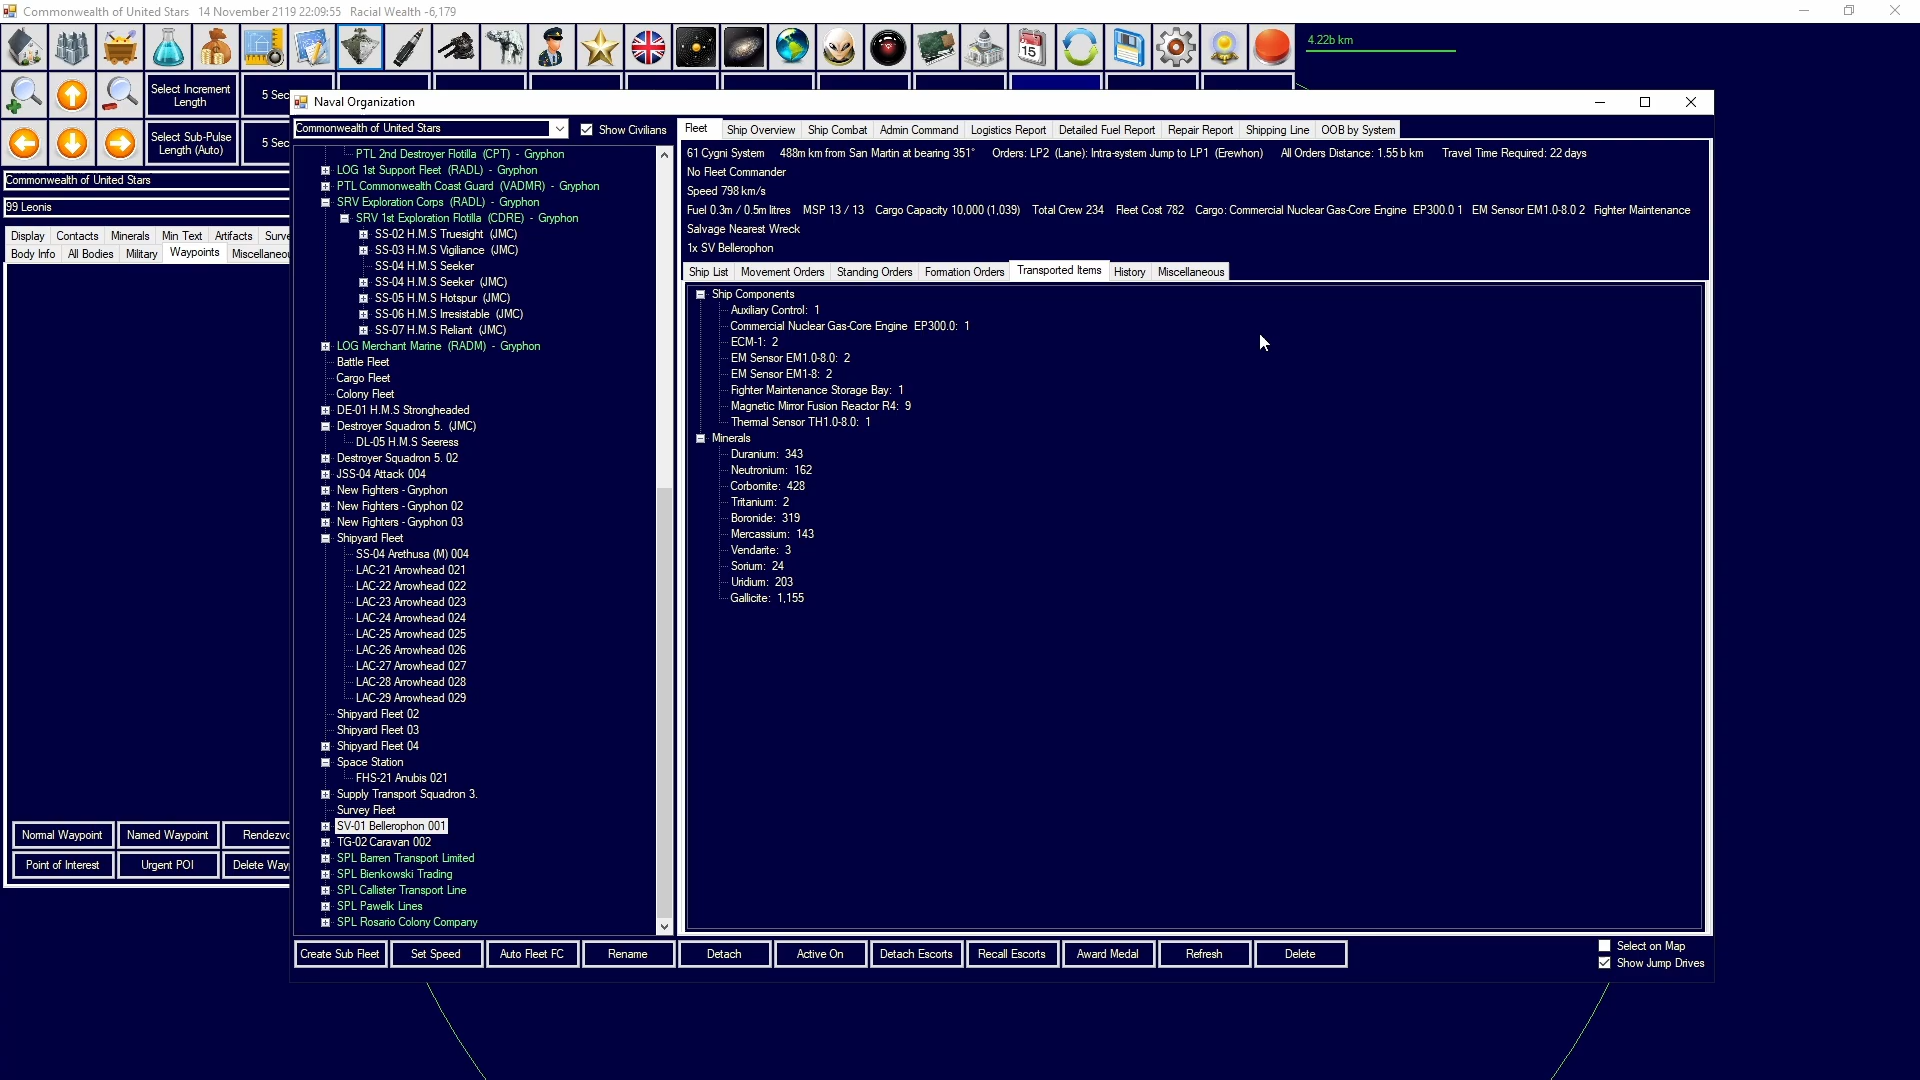 Commonwealth of United Stars   14 November 2119 22:09:55   Racial Wealth -6,179
4.22b km
Select Increment Length
5 Sec
Select Sub-Pulse Length (Auto)
5 Sec
Commonwealth of United Stars
99 Leonis
Display  Contacts  Minerals  Min Text  Artifacts  Surve
Body Info  All Bodies  Military  Waypoints  Miscellaneou
Normal Waypoint  Named Waypoint  Rendezvo
Point of Interest  Urgent POI  Delete Way
Naval Organization
Commonwealth of United Stars  Show Civilians
PTL 2nd Destroyer Flotilla  (CPT)  -  Gryphon
LOG 1st Support Fleet  (RADL)  -  Gryphon
PTL Commonwealth Coast Guard  (VADMR)  -  Gryphon
SRV Exploration Corps  (RADL)  -  Gryphon
SRV 1st Exploration Flotilla  (CDRE)  -  Gryphon
SS-02 H.M.S Truesight  (JMC)
SS-03 H.M.S Vigiliance  (JMC)
SS-04 H.M.S Seeker
SS-04 H.M.S Seeker  (JMC)
SS-05 H.M.S Hotspur  (JMC)
SS-06 H.M.S Irresistable  (JMC)
SS-07 H.M.S Reliant  (JMC)
LOG Merchant Marine  (RADM)  -  Gryphon
Battle Fleet
Cargo Fleet
Colony Fleet
DE-01 H.M.S Strongheaded
Destroyer Squadron 5.  (JMC)
DL-05 H.M.S Seeress
Destroyer Squadron 5. 02
JSS-04 Attack 004
New Fighters - Gryphon
New Fighters - Gryphon 02
New Fighters - Gryphon 03
Shipyard Fleet
SS-04 Arethusa (M) 004
LAC-21 Arrowhead 021
LAC-22 Arrowhead 022
LAC-23 Arrowhead 023
LAC-24 Arrowhead 024
LAC-25 Arrowhead 025
LAC-26 Arrowhead 026
LAC-27 Arrowhead 027
LAC-28 Arrowhead 028
LAC-29 Arrowhead 029
Shipyard Fleet 02
Shipyard Fleet 03
Shipyard Fleet 04
Space Station
FHS-21 Anubis 021
Supply Transport Squadron 3.
Survey Fleet
SV-01 Bellerophon 001
TG-02 Caravan 002
SPL Barren Transport Limited
SPL Bienkowski Trading
SPL Callister Transport Line
SPL Pawelk Lines
SPL Rosario Colony Company
Fleet  Ship Overview  Ship Combat  Admin Command  Logistics Report  Detailed Fuel Report  Repair Report  Shipping Line  OOB by System
61 Cygni System   488m km from San Martin at bearing 351°   Orders: LP2  (Lane): Intra-system Jump to LP1  (Erewhon)   All Orders Distance: 1.55 b km   Travel Time Required: 22 days
No Fleet Commander
Speed 798 km/s
Fuel 0.3m / 0.5m litres   MSP 13 / 13   Cargo Capacity 10,000 (1,039)   Total Crew 234   Fleet Cost 782   Cargo: Commercial Nuclear Gas-Core Engine  EP300.0 1   EM Sensor EM1.0-8.0 2   Fighter Maintenance
Salvage Nearest Wreck
1x SV Bellerophon
Ship List  Movement Orders  Standing Orders  Formation Orders  Transported Items  History  Miscellaneous
Ship Components
Auxiliary Control:  1
Commercial Nuclear Gas-Core Engine  EP300.0:  1
ECM-1:  2
EM Sensor EM1.0-8.0:  2
EM Sensor EM1-8:  2
Fighter Maintenance Storage Bay:  1
Magnetic Mirror Fusion Reactor R4:  9
Thermal Sensor TH1.0-8.0:  1
Minerals
Duranium:  343
Neutronium:  162
Corbomite:  428
Tritanium:  2
Boronide:  319
Mercassium:  143
Vendarite:  3
Sorium:  24
Uridium:  203
Gallicite:  1,155
Create Sub Fleet  Set Speed  Auto Fleet FC  Rename  Detach  Active On  Detach Escorts  Recall Escorts  Award Medal  Refresh  Delete
Select on Map
Show Jump Drives